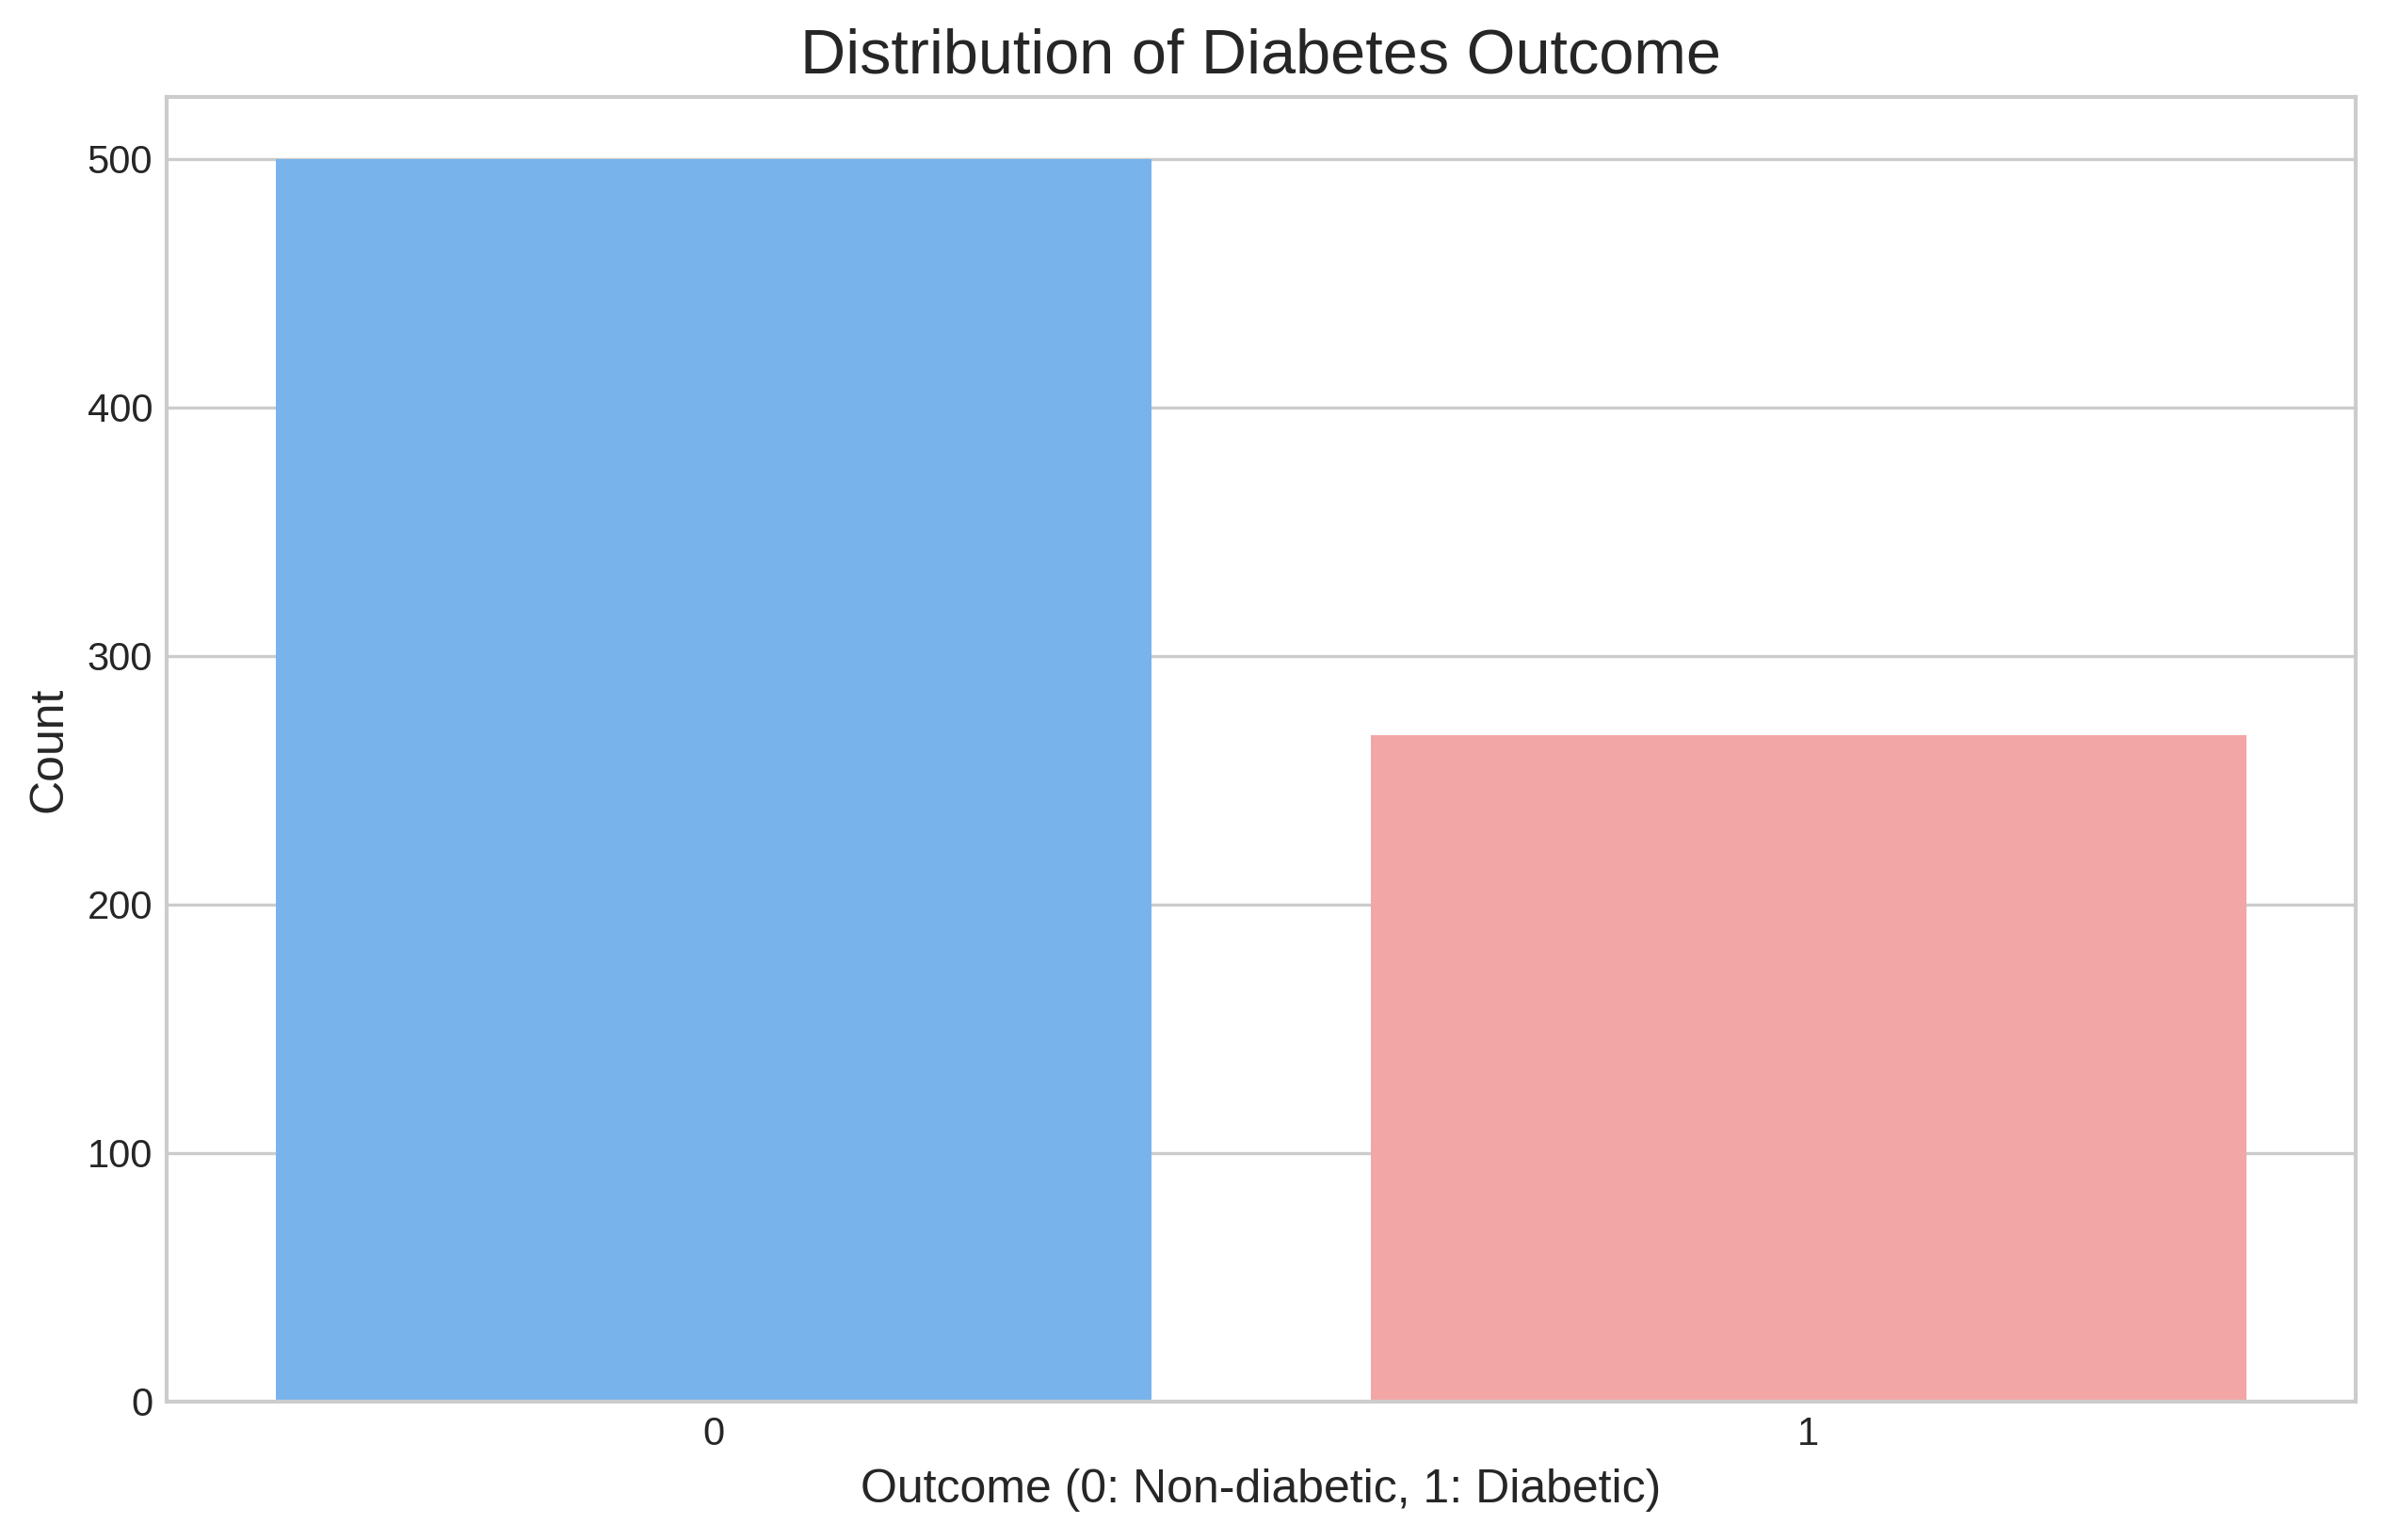 Distribution of Diabetes Outcome
500
400
300
200
100
0
Count
0
1
Outcome (0: Non-diabetic, 1: Diabetic)